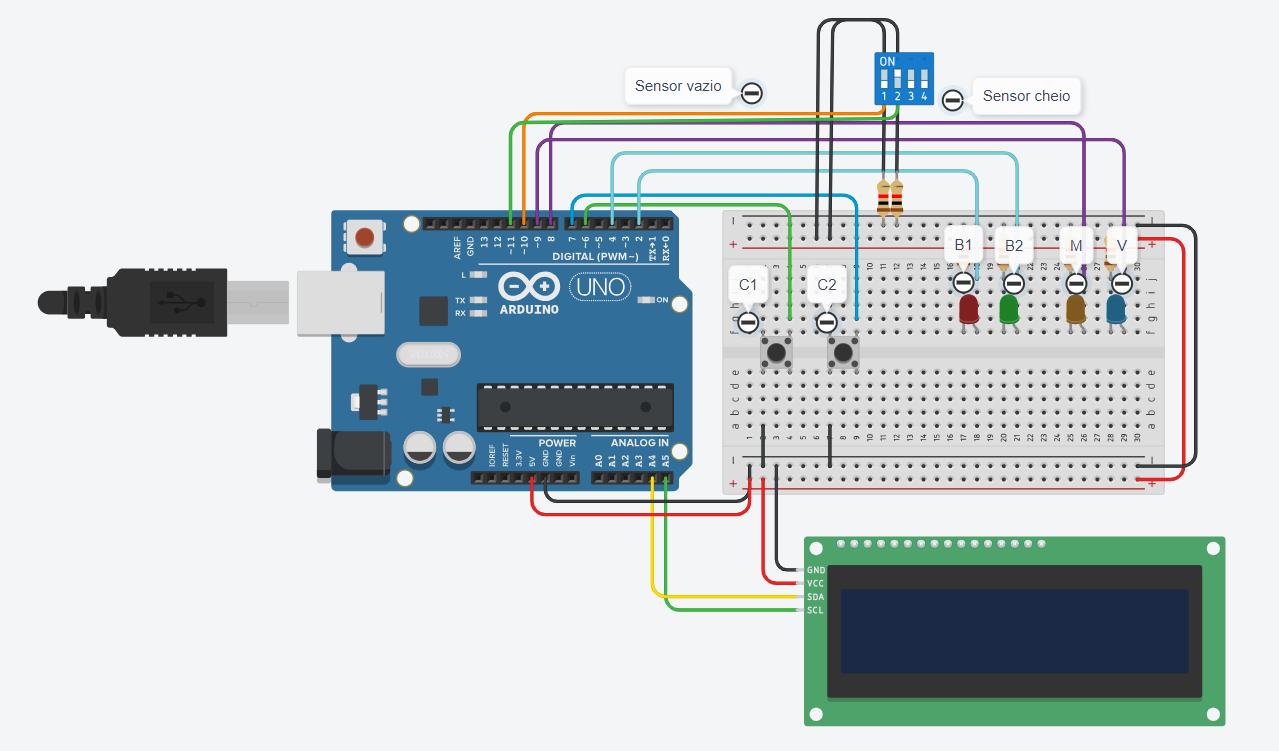 ON
1 2 3 4
Sensor vazio
Sensor cheio
AREF
GND
13
12
~11
~10
~9
8
7
~6
~5
4
~3
2
TX→1
RX←0
DIGITAL (PWM~)
L
TX
RX
UNO
ARDUINO
ON
IOREF
RESET
3.3V
5V
GND
GND
Vin
POWER
A0
A1
A2
A3
A4
A5
ANALOG IN
C1
C2
B1
B2
M
V
GND
VCC
SDA
SCL